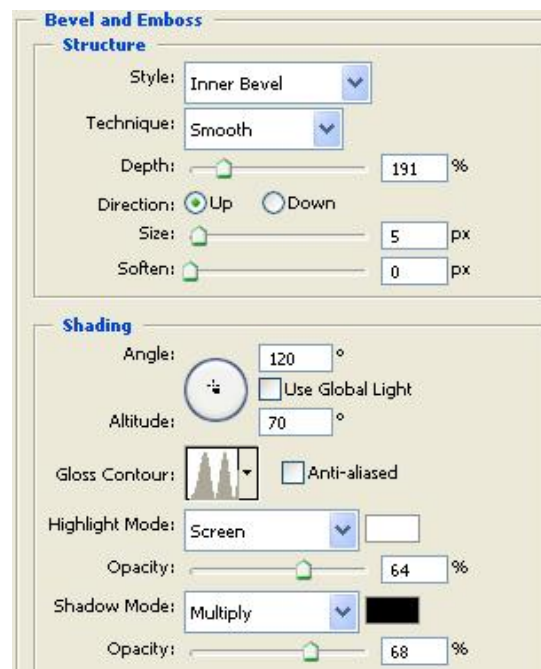 Bevel and Emboss
Structure
Style: Inner Bevel
Technique: Smooth
Depth: 191 %
Direction: Up Down
Size: 5 px
Soften: 0 px
Shading
Angle: 120 °
Use Global Light
Altitude: 70 °
Gloss Contour: Anti-aliased
Highlight Mode: Screen
Opacity: 64 %
Shadow Mode: Multiply
Opacity: 68 %